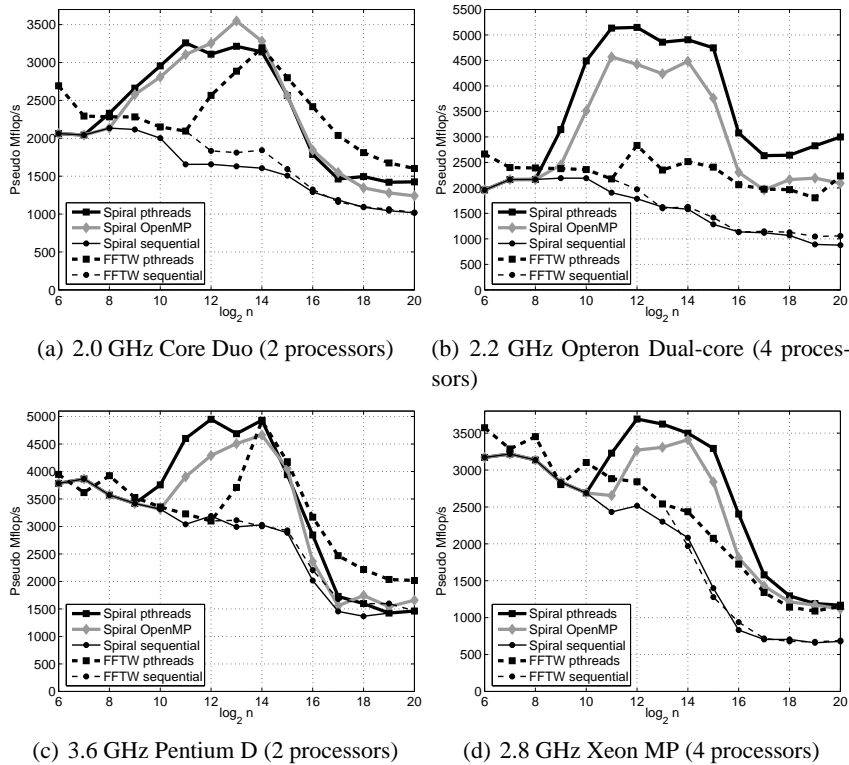 3500
3000
2500
2000
1500
1000
500
0
Pseudo Mflop/s
Spiral pthreads
Spiral OpenMP
Spiral sequential
FFTW pthreads
FFTW sequential
6 8 10 12 14 16 18 20
log2 n
(a) 2.0 GHz Core Duo (2 processors)
5500
5000
4500
4000
3500
3000
2500
2000
1500
1000
500
0
Pseudo Mflop/s
Spiral pthreads
Spiral OpenMP
Spiral sequential
FFTW pthreads
FFTW sequential
6 8 10 12 14 16 18 20
log2 n
(b) 2.2 GHz Opteron Dual-core (4 proces-
sors)
5000
4500
4000
3500
3000
2500
2000
1500
1000
500
0
Pseudo Mflop/s
Spiral pthreads
Spiral OpenMP
Spiral sequential
FFTW pthreads
FFTW sequential
6 8 10 12 14 16 18 20
log2 n
(c) 3.6 GHz Pentium D (2 processors)
3500
3000
2500
2000
1500
1000
500
0
Pseudo Mflop/s
Spiral pthreads
Spiral OpenMP
Spiral sequential
FFTW pthreads
FFTW sequential
6 8 10 12 14 16 18 20
log2 n
(d) 2.8 GHz Xeon MP (4 processors)